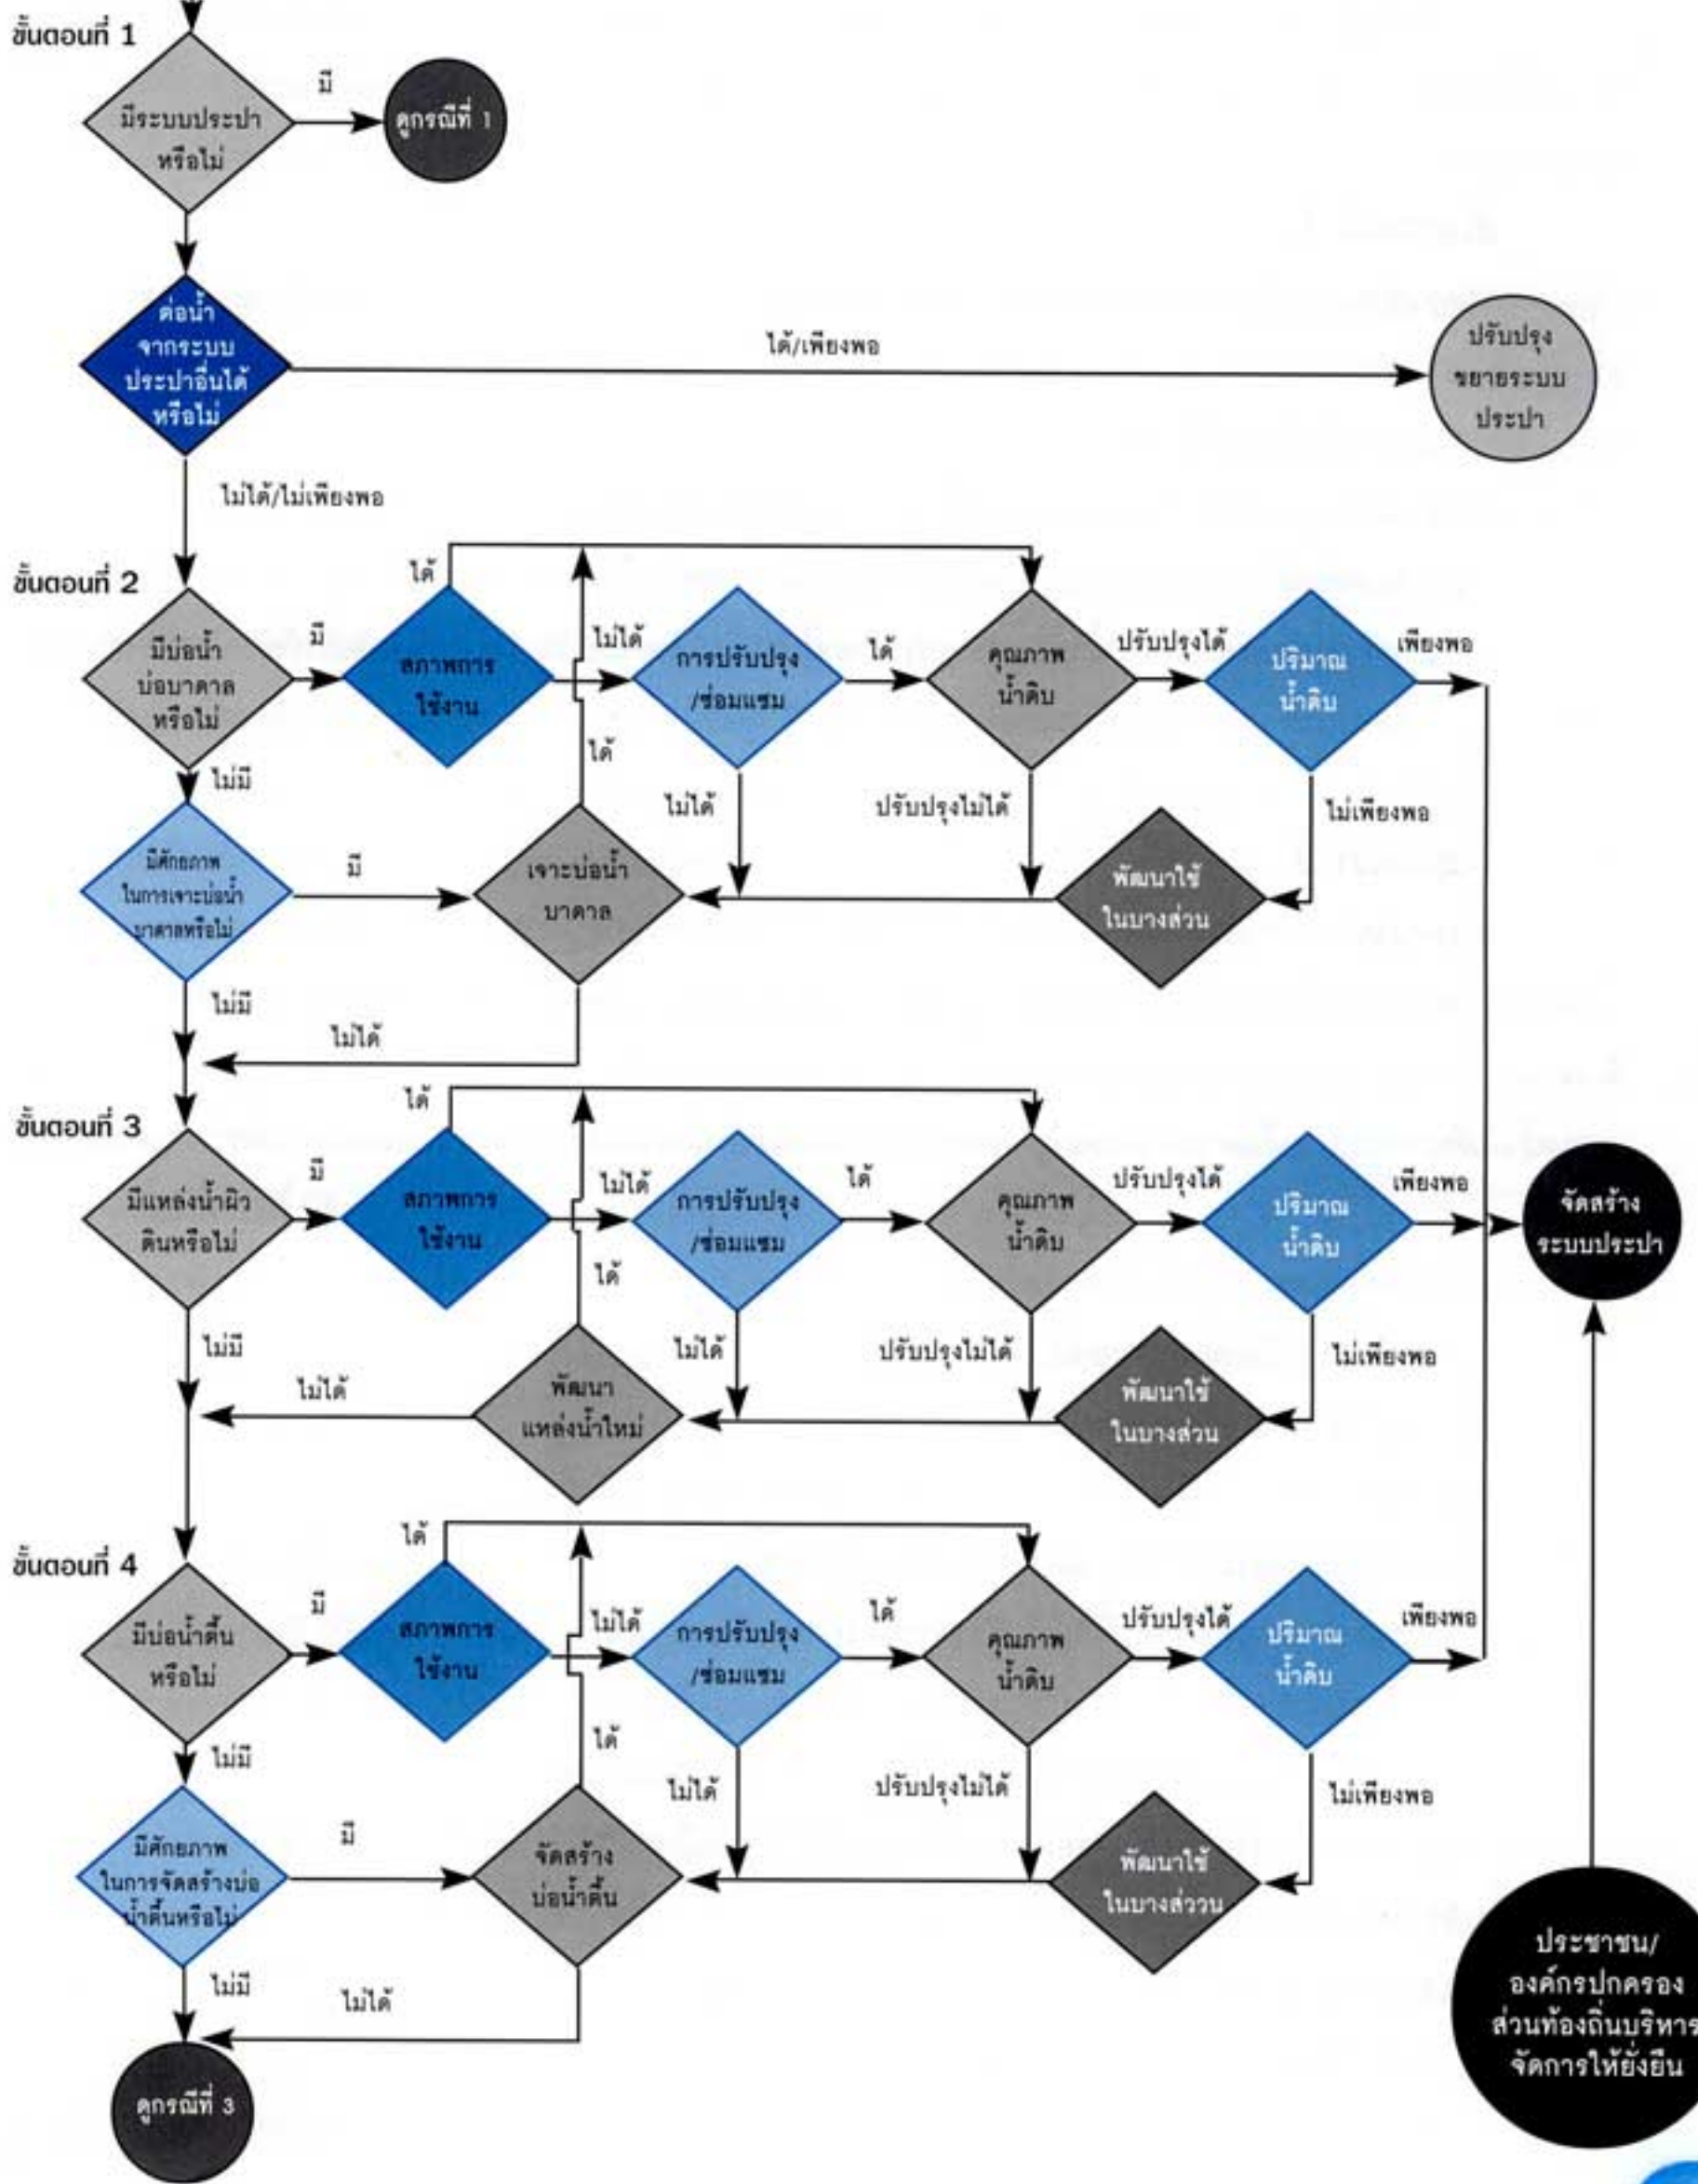 ขั้นตอนที่ 1
มีระบบประปา
หรือไม่
มี
ดูกรณีที่ 1
ต่อน้ำ
จากระบบ
ประปาอื่นได้
หรือไม่
ได้/เพียงพอ
ปรับปรุง
ขยายระบบ
ประปา
ไม่ได้/ไม่เพียงพอ
ขั้นตอนที่ 2
มีบ่อน้ำ
บ่อบาดาล
หรือไม่
มี
ได้
สภาพการ
ใช้งาน
ไม่ได้
การปรับปรุง
/ซ่อมแซม
ได้
คุณภาพ
น้ำดิบ
ปรับปรุงได้
ปริมาณ
น้ำดิบ
เพียงพอ
ไม่มี
ได้
ไม่ได้
ปรับปรุงไม่ได้
ไม่เพียงพอ
มีศักยภาพ
ในการเจาะบ่อน้ำ
บาดาลหรือไม่
มี
เจาะบ่อน้ำ
บาดาล
พัฒนาใช้
ในบางส่วน
ไม่มี
ไม่ได้
ขั้นตอนที่ 3
มีแหล่งน้ำผิว
ดินหรือไม่
มี
ได้
สภาพการ
ใช้งาน
ไม่ได้
การปรับปรุง
/ซ่อมแซม
ได้
คุณภาพ
น้ำดิบ
ปรับปรุงได้
ปริมาณ
น้ำดิบ
เพียงพอ
จัดสร้าง
ระบบประปา
ไม่มี
ได้
ไม่ได้
ปรับปรุงไม่ได้
ไม่เพียงพอ
ไม่ได้
พัฒนา
แหล่งน้ำใหม่
พัฒนาใช้
ในบางส่วน
ขั้นตอนที่ 4
มีบ่อน้ำตื้น
หรือไม่
มี
ได้
สภาพการ
ใช้งาน
ไม่ได้
การปรับปรุง
/ซ่อมแซม
ได้
คุณภาพ
น้ำดิบ
ปรับปรุงได้
ปริมาณ
น้ำดิบ
เพียงพอ
ไม่มี
ได้
ไม่ได้
ปรับปรุงไม่ได้
ไม่เพียงพอ
มีศักยภาพ
ในการจัดสร้างบ่อ
น้ำตื้นหรือไม่
มี
จัดสร้าง
บ่อน้ำตื้น
พัฒนาใช้
ในบางส่ววน
ไม่มี
ไม่ได้
ดูกรณีที่ 3
ประชาชน/
องค์กรปกครอง
ส่วนท้องถิ่นบริหาร
จัดการให้ยั่งยืน